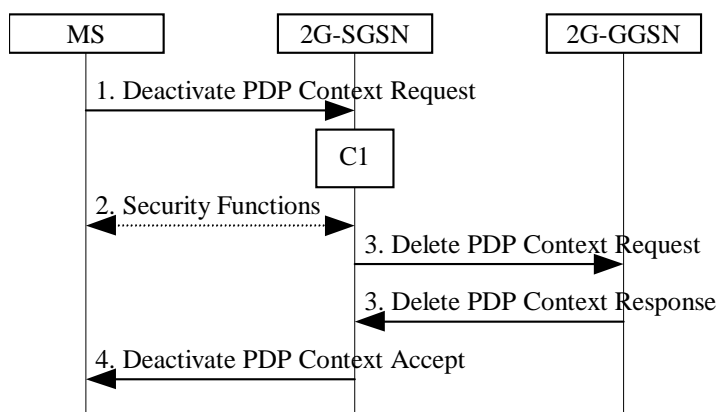 MS
2G-SGSN
2G-GGSN
1. Deactivate PDP Context Request
C1
2. Security Functions
3. Delete PDP Context Request
3. Delete PDP Context Response
4. Deactivate PDP Context Accept